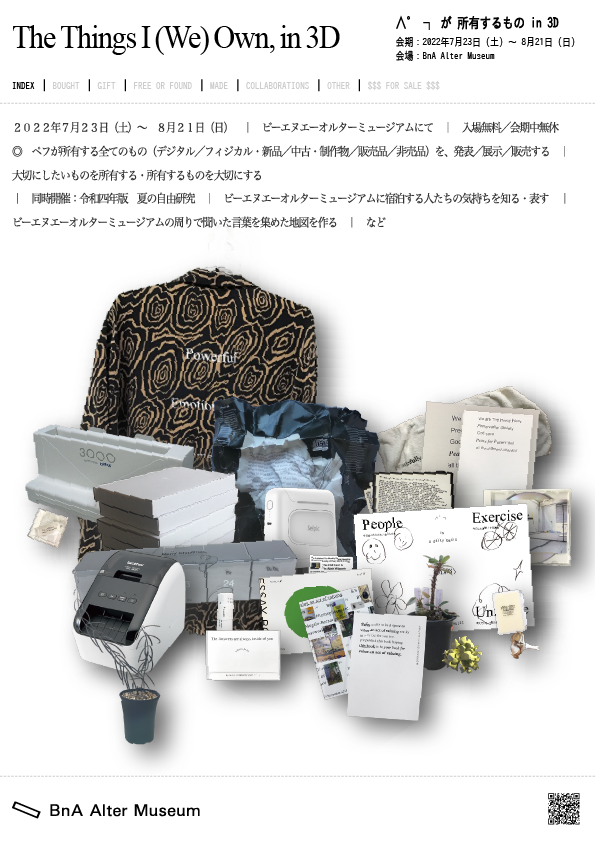 The Things I (We) Own, in 3D
ペフ が 所有するもの in 3D
会期：2022年7月23日（土）～ 8月21日（日）
会場：BnA Alter Museum
INDEX | BOUGHT | GIFT | FREE OR FOUND | MADE | COLLABORATIONS | OTHER | $$$ FOR SALE $$$
２０２２年７月２３日（土）～　８月２１日（日）　｜　ビーエヌエーオルターミュージアムにて　｜　入場無料／会期中無休
◎　ペフが所有する全てのもの（デジタル／フィジカル・新品／中古・制作物／販売品／非売品）を、発表／展示／販売する　｜
大切にしたいものを所有する・所有するものを大切にする
｜　同時開催：令和四年版　夏の自由研究　｜　ビーエヌエーオルターミュージアムに宿泊する人たちの気持ちを知る・表す　｜
ビーエヌエーオルターミュージアムの周りで聞いた言葉を集めた地図を作る　｜　など
Powerful
Emotion
3000
People
Exercise
brother
24
ESSAY
BnA Alter Museum